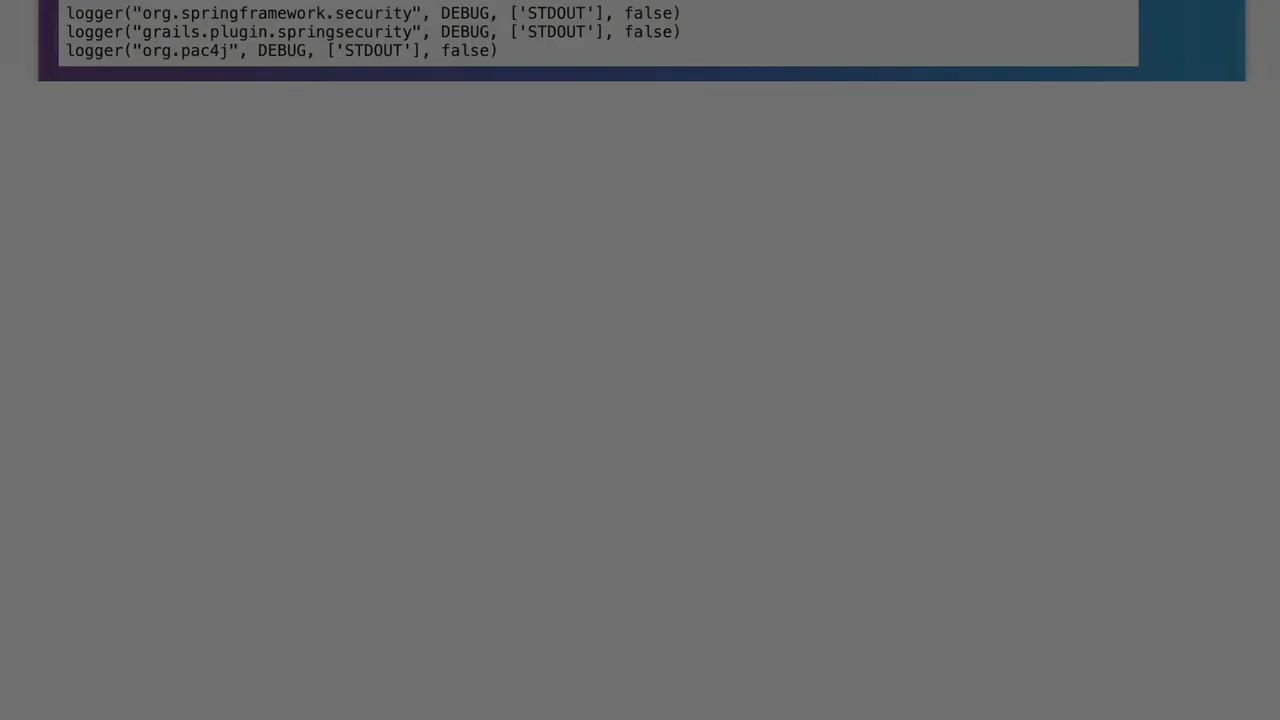 logger("org.springframework.security", DEBUG, ['STDOUT'], false)
logger("grails.plugin.springsecurity", DEBUG, ['STDOUT'], false)
logger("org.pac4j", DEBUG, ['STDOUT'], false)